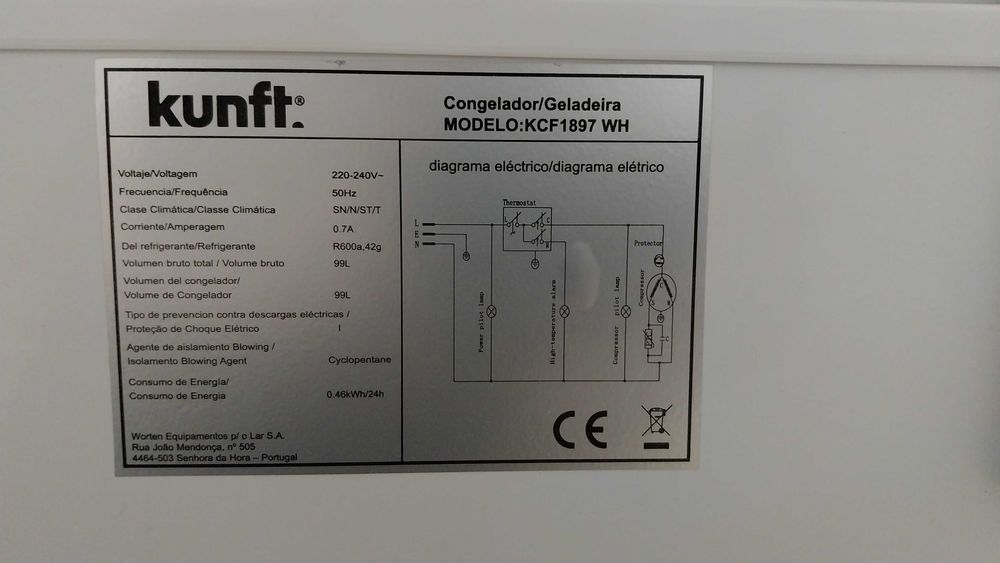 kunft.®
Congelador/Geladeira
MODELO:KCF1897 WH
Voltaje/Voltagem 220-240V~
Frecuencia/Frequência 50Hz
Clase Climática/Classe Climática SN/N/ST/T
Corriente/Amperagem 0.7A
Del refrigerante/Refrigerante R600a,42g
Volumen bruto total / Volume bruto 99L
Volumen del congelador/
Volume de Congelador 99L
Tipo de prevencion contra descargas eléctricas /
Proteção de Choque Elétrico I
Agente de aislamiento Blowing /
Isolamento Blowing Agent Cyclopentane
Consumo de Energía/
Consumo de Energia 0.46kWh/24h
Worten Equipamentos p/ o Lar S.A.
Rua João Mendonça, nº 505
4464-503 Senhora da Hora – Portugal
diagrama eléctrico/diagrama elétrico
Thermostat
L
E
N
L
C
Protector
Compressor
Power pilot lamp
High-temperature alarm
Compressor pilot lamp
C
S
M
PTC
C
CE